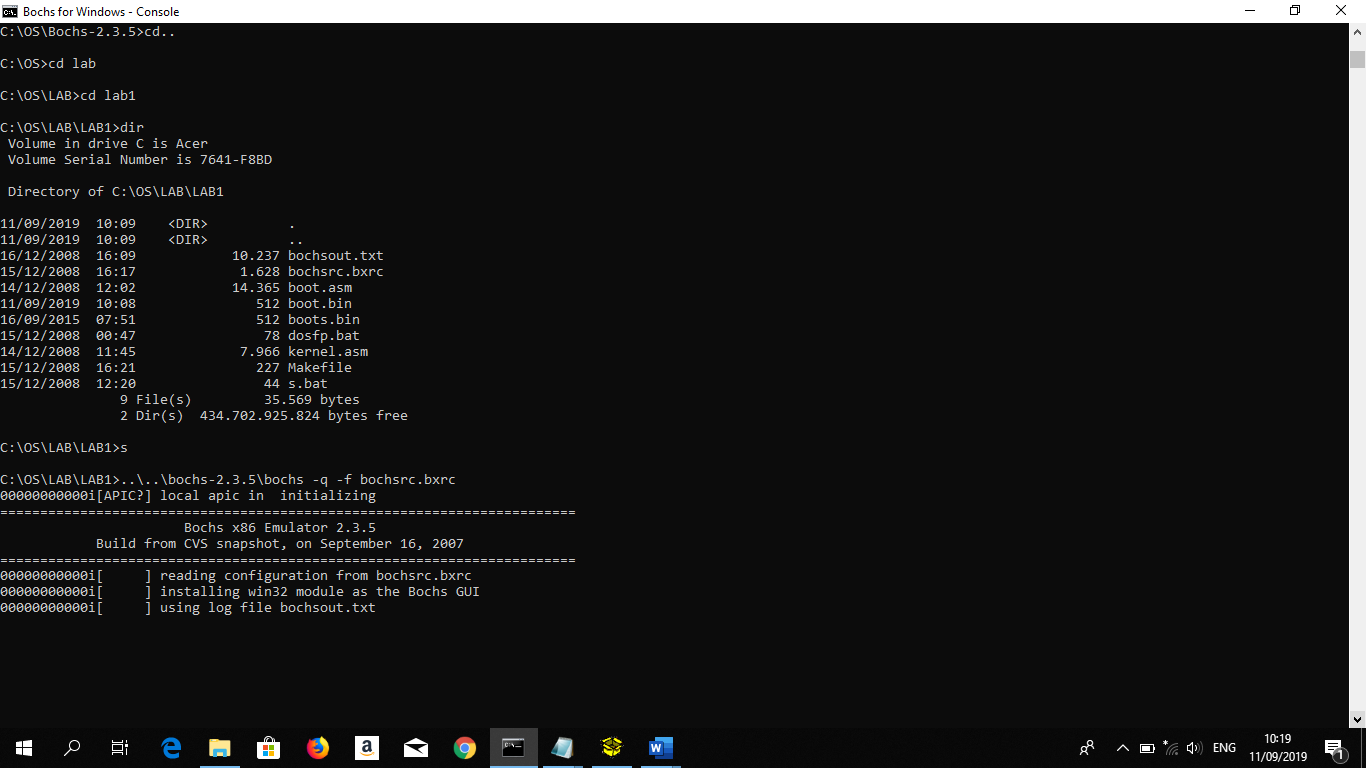 Bochs for Windows - Console
C:\OS\Bochs-2.3.5>cd..
C:\OS>cd lab
C:\OS\LAB>cd lab1
C:\OS\LAB\LAB1>dir
 Volume in drive C is Acer
 Volume Serial Number is 7641-F8BD
 Directory of C:\OS\LAB\LAB1
11/09/2019  10:09    <DIR>          .
11/09/2019  10:09    <DIR>          ..
16/12/2008  16:09            10.237 bochsout.txt
15/12/2008  16:17             1.628 bochsrc.bxrc
14/12/2008  12:02            14.365 boot.asm
11/09/2019  10:08               512 boot.bin
16/09/2015  07:51               512 boots.bin
15/12/2008  00:47                78 dosfp.bat
14/12/2008  11:45             7.966 kernel.asm
15/12/2008  16:21               227 Makefile
15/12/2008  12:20                44 s.bat
               9 File(s)         35.569 bytes
               2 Dir(s)  434.702.925.824 bytes free
C:\OS\LAB\LAB1>s
C:\OS\LAB\LAB1>..\..\bochs-2.3.5\bochs -q -f bochsrc.bxrc
00000000000i[APIC?] local apic in  initializing
========================================================================
                       Bochs x86 Emulator 2.3.5
            Build from CVS snapshot, on September 16, 2007
========================================================================
00000000000i[     ] reading configuration from bochsrc.bxrc
00000000000i[     ] installing win32 module as the Bochs GUI
00000000000i[     ] using log file bochsout.txt
ENG
10:19
11/09/2019
1